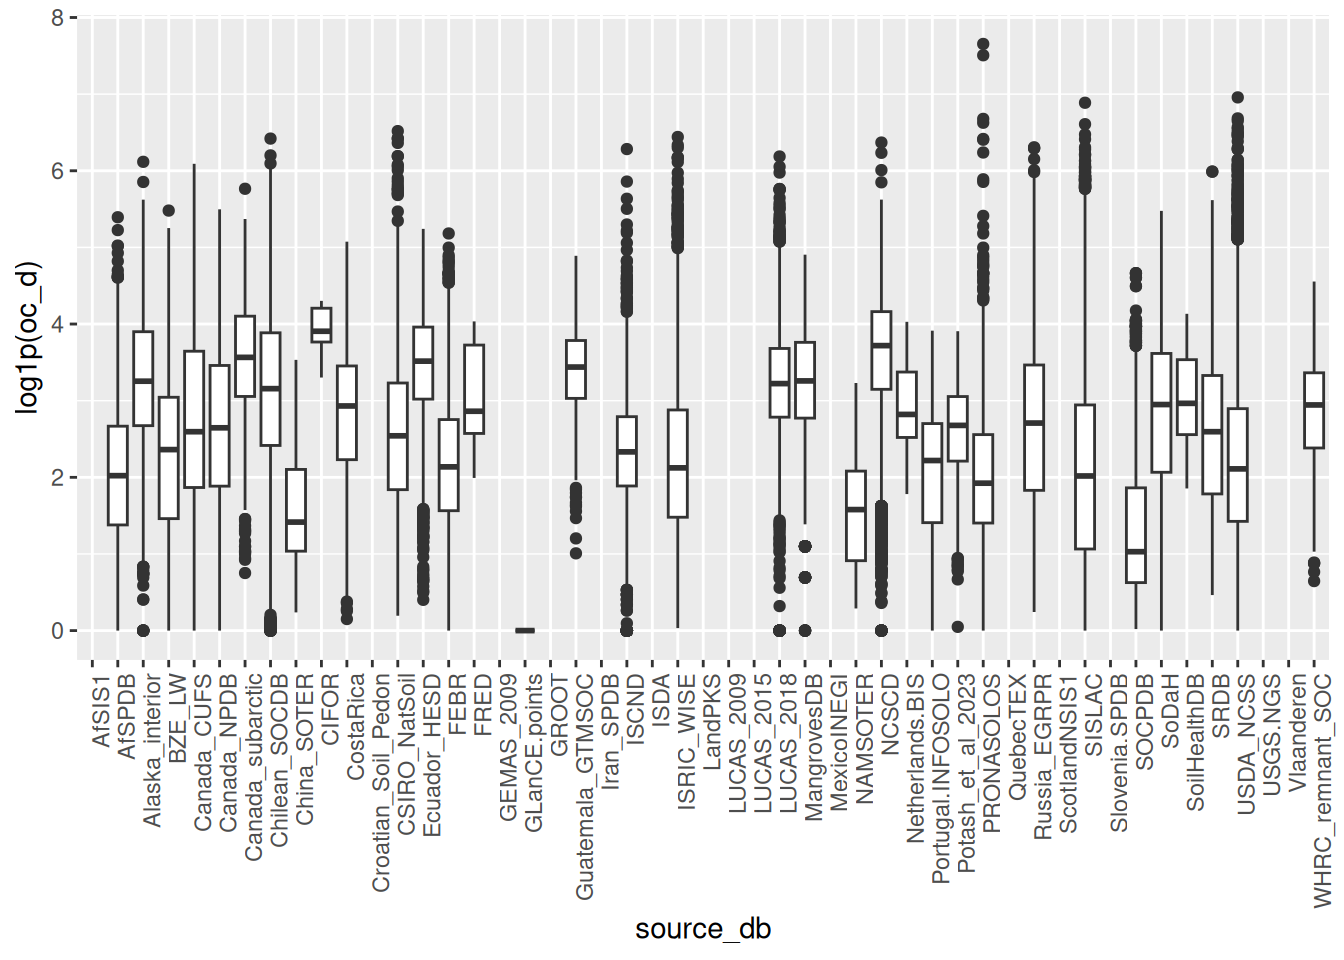 8
6
4
2
0
log1p(oc_d)
AfSIS1
AfSPDB
Alaska_interior
BZE_LW
Canada_CUFS
Canada_NPDB
Canada_subarctic
Chilean_SOCDB
China_SOTER
CIFOR
CostaRica
Croatian_Soil_Pedon
CSIRO_NatSoil
Ecuador_HESD
FEBR
FRED
GEMAS_2009
GLanCE.points
GROOT
Guatemala_GTMSOC
Iran_SPDB
ISCND
ISDA
ISRIC_WISE
LandPKS
LUCAS_2009
LUCAS_2015
LUCAS_2018
MangrovesDB
MexicoINEGI
NAMSOTER
NCSCD
Netherlands.BIS
Portugal.INFOSOLO
Potash_et_al_2023
PRONASOLOS
QuebecTEX
Russia_EGRPR
ScotlandNSIS1
SISLAC
Slovenia.SPDB
SOCPDB
SoDaH
SoilHealthDB
SRDB
USDA_NCSS
USGS.NGS
Vlaanderen
WHRC_remnant_SOC
source_db